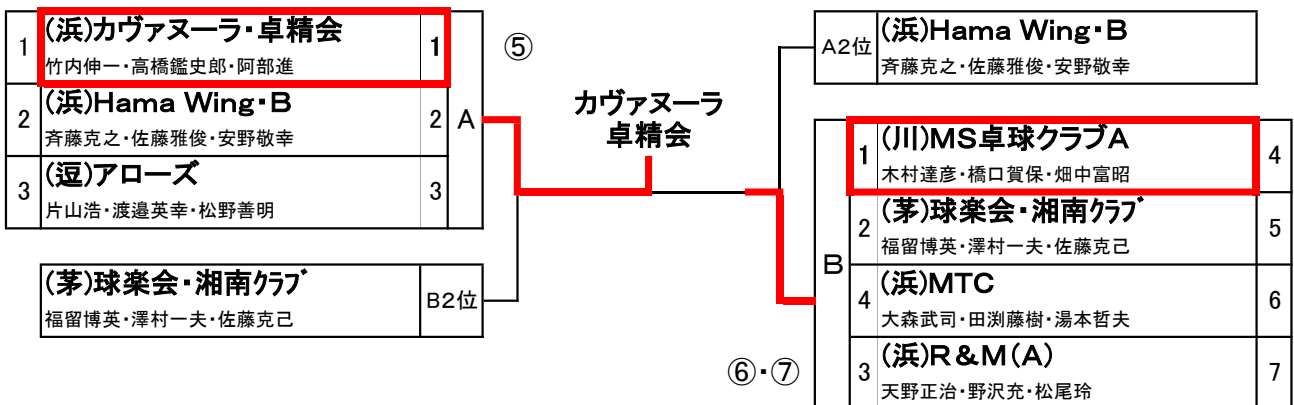 1 (浜)カヴァヌーラ・卓精会 1
竹内伸一・高橋鑑史郎・阿部進
2 (浜)Hama Wing・B 2
斉藤克之・佐藤雅俊・安野敬幸
3 (逗)アローズ 3
片山浩・渡邉英幸・松野善明
A
⑤
(茅)球楽会・湘南ｸﾗﾌﾞ B2位
福留博英・澤村一夫・佐藤克己
カヴァヌーラ
卓精会
A2位 (浜)Hama Wing・B
斉藤克之・佐藤雅俊・安野敬幸
B
1 (川)MS卓球クラブA 4
木村達彦・橋口賀保・畑中富昭
2 (茅)球楽会・湘南ｸﾗﾌﾞ 5
福留博英・澤村一夫・佐藤克己
4 (浜)MTC 6
大森武司・田渕藤樹・湯本哲夫
3 (浜)R&M(A) 7
天野正治・野沢充・松尾玲
⑥・⑦